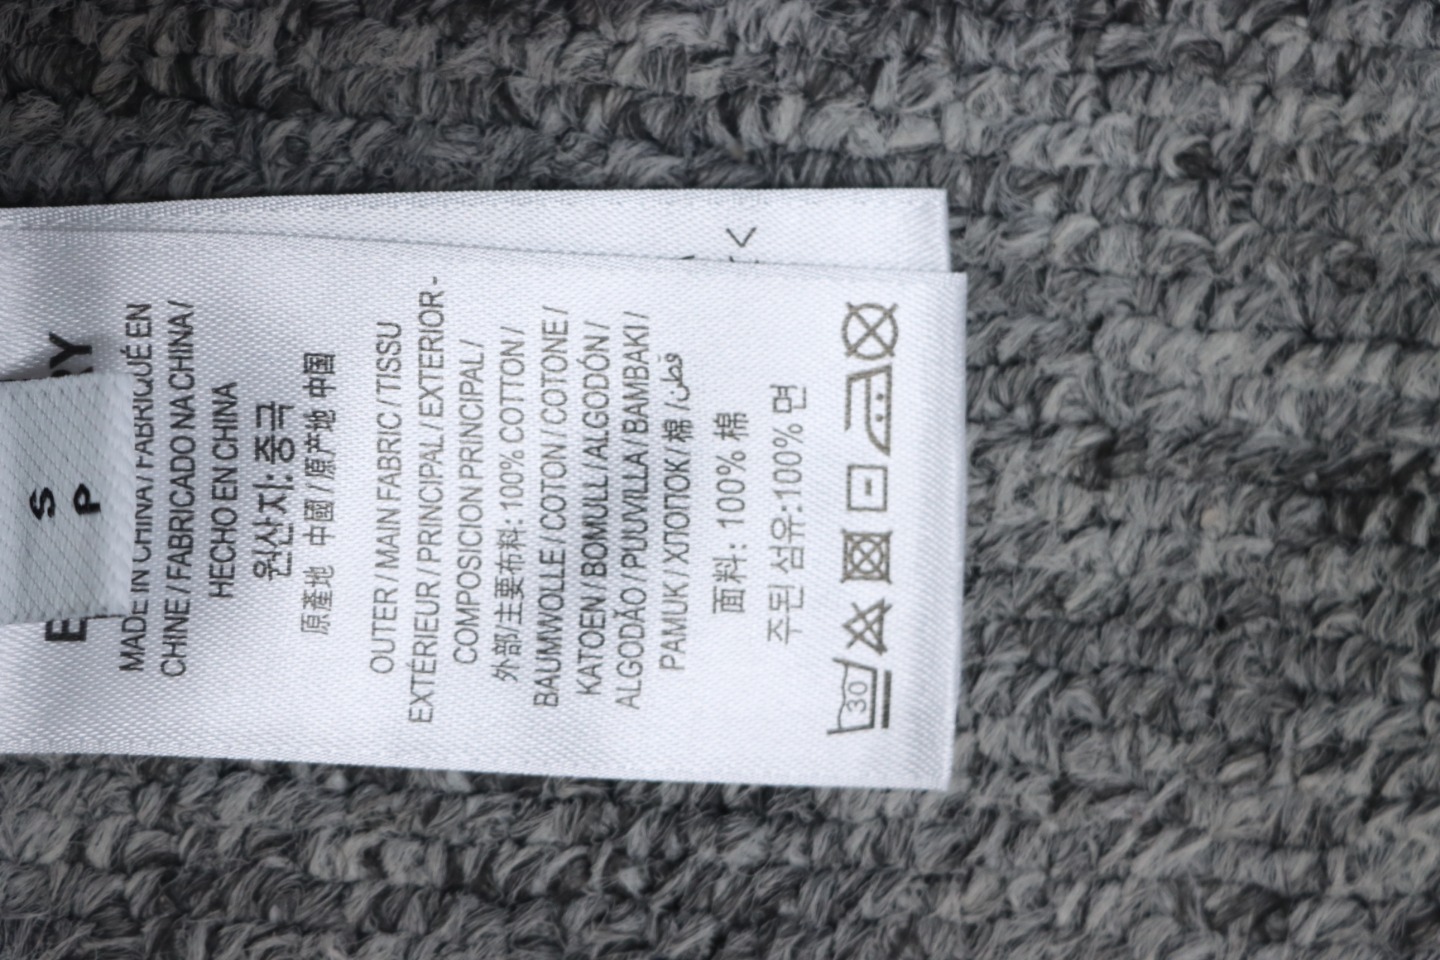 S
P
MADE IN CHINA / FABRIQUÉ EN
CHINE / FABRICADO NA CHINA /
HECHO EN CHINA
원산지: 중국
原產地 中國 / 原产地 中国
OUTER / MAIN FABRIC / TISSU
EXTÉRIEUR / PRINCIPAL / EXTERIOR-
COMPOSICION PRINCIPAL /
外部/主要布料: 100% COTTON /
BAUMWOLLE / COTON / COTONE /
KATOEN / BOMULL / ALGODÓN /
ALGODÃO / PUUVILLA / ΒΑΜΒΑΚΙ /
PAMUK / ХЛОПОК / 棉 / قطن
面料: 100% 棉
주된 섬유:100% 면
30